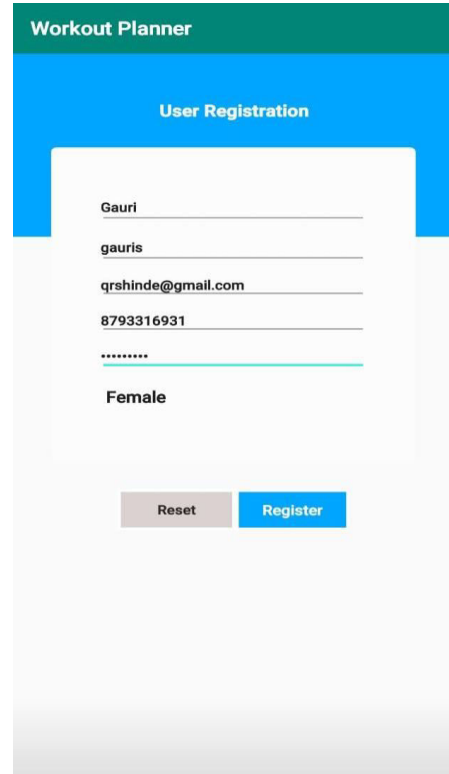 Workout Planner
User Registration
Gauri
gauris
qrshinde@gmail.com
8793316931
•••••••••
Female
Reset Register